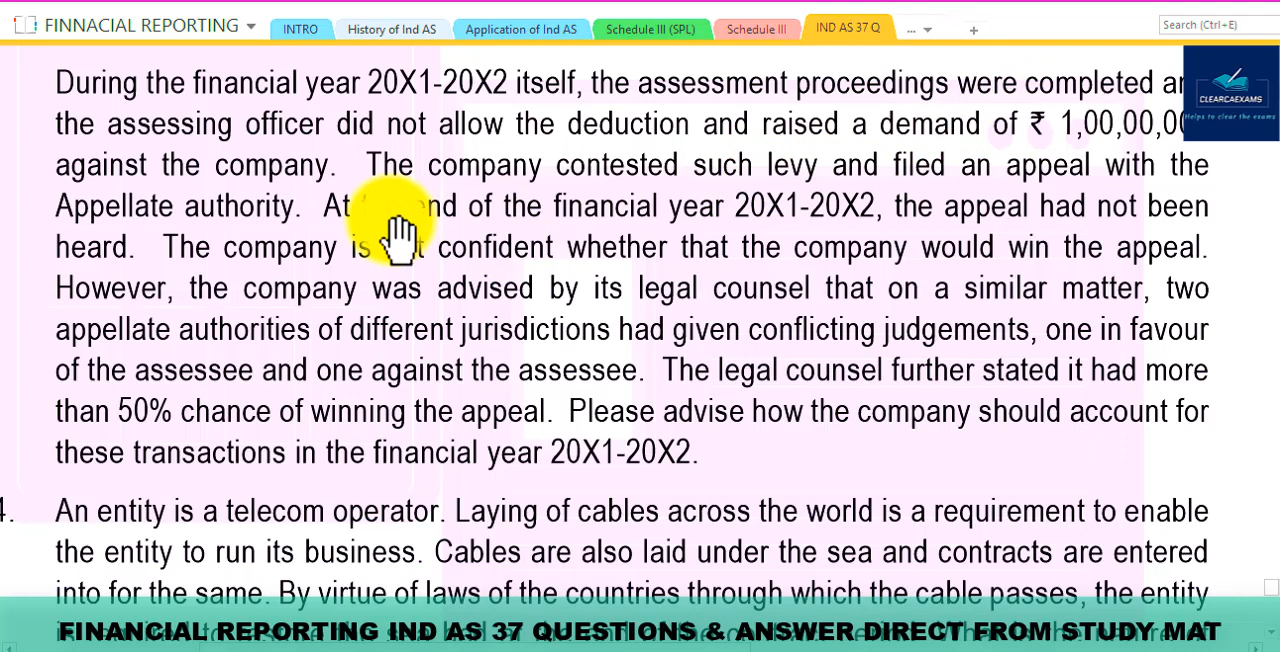 FINNACIAL REPORTING
INTRO
History of Ind AS
Application of Ind AS
Schedule III (SPL)
Schedule III
IND AS 37 Q
...
+
Search (Ctrl+E)
CLEARCAEXAMS
Helps to clear the exams
During the financial year 20X1-20X2 itself, the assessment proceedings were completed
the assessing officer did not allow the deduction and raised a demand of ₹
against the company. The company contested such levy and filed an appeal with the
Appellate authority. At end of the financial year 20X1-20X2, the appeal had not been
heard. The company is confident whether that the company would win the appeal.
However, the company was advised by its legal counsel that on a similar matter, two
appellate authorities of different jurisdictions had given conflicting judgements, one in favour
of the assessee and one against the assessee. The legal counsel further stated it had more
than 50% chance of winning the appeal. Please advise how the company should account for
these transactions in the financial year 20X1-20X2.
4. An entity is a telecom operator. Laying of cables across the world is a requirement to enable
the entity to run its business. Cables are also laid under the sea and contracts are entered
into for the same. By virtue of laws of the countries through which the cable passes, the entity
FINANCIAL REPORTING IND AS 37 QUESTIONS & ANSWER DIRECT FROM STUDY MAT